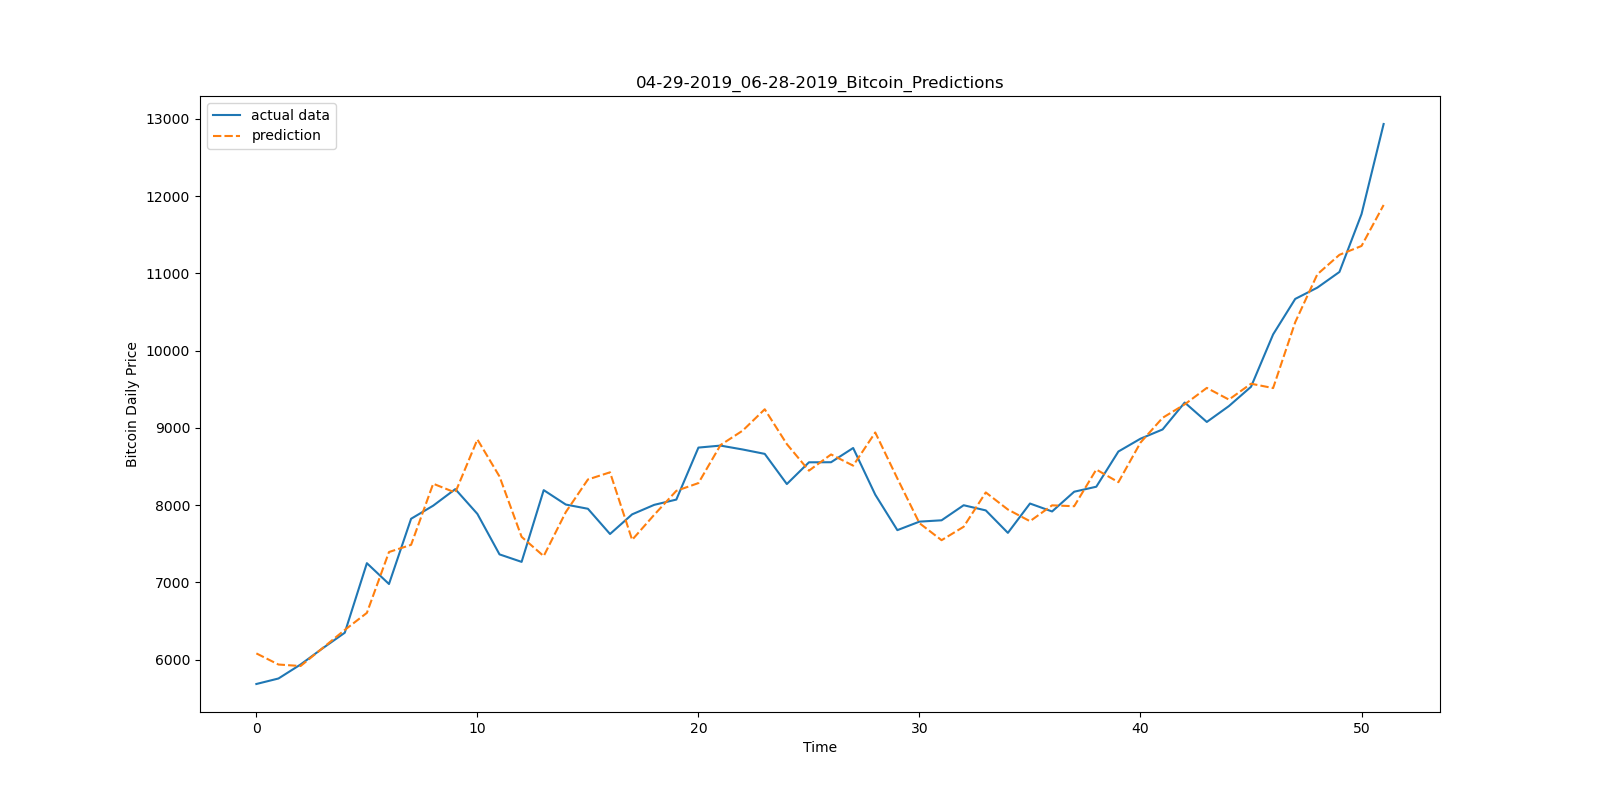 04-29-2019_06-28-2019_Bitcoin_Predictions
actual data
prediction
13000
12000
11000
10000
9000
8000
7000
6000
Bitcoin Daily Price
0 10 20 30 40 50
Time